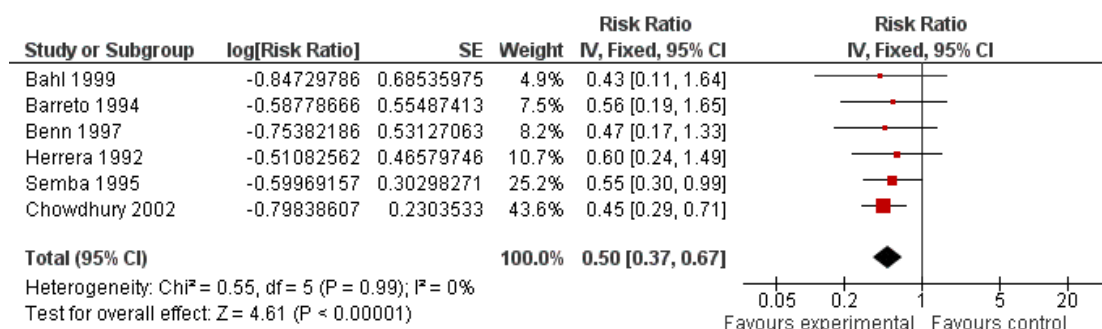 Risk Ratio Risk Ratio
Study or Subgroup log[Risk Ratio] SE Weight IV, Fixed, 95% CI IV, Fixed, 95% CI
Bahl 1999 -0.84729786 0.68535975 4.9% 0.43 [0.11, 1.64]
Barreto 1994 -0.58778666 0.55487413 7.5% 0.56 [0.19, 1.65]
Benn 1997 -0.75382186 0.53127063 8.2% 0.47 [0.17, 1.33]
Herrera 1992 -0.51082562 0.46579746 10.7% 0.60 [0.24, 1.49]
Semba 1995 -0.59969157 0.30298271 25.2% 0.55 [0.30, 0.99]
Chowdhury 2002 -0.79838607 0.2303533 43.6% 0.45 [0.29, 0.71]
Total (95% CI) 100.0% 0.50 [0.37, 0.67]
Heterogeneity: Chi² = 0.55, df = 5 (P = 0.99); I² = 0%
Test for overall effect: Z = 4.61 (P < 0.00001)
0.05 0.2 1 5 20
Favours experimental Favours control